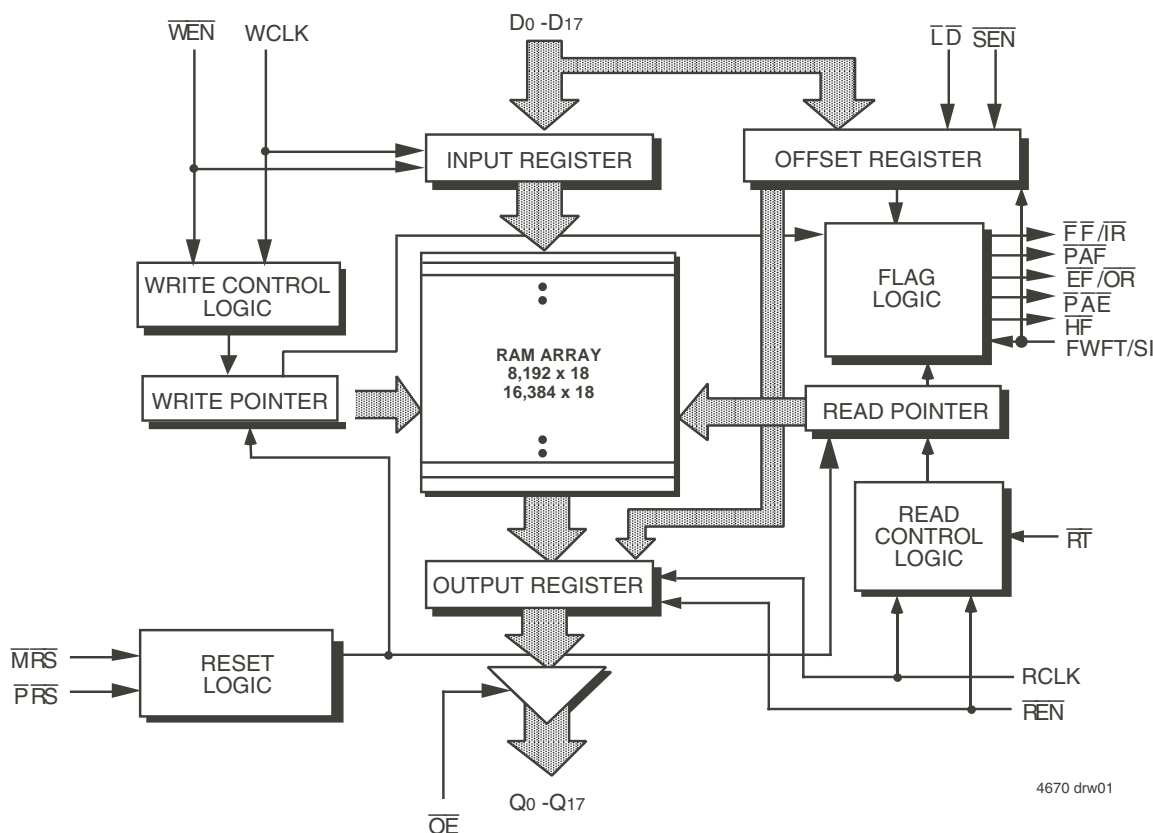 WEN WCLK D0 -D17 LD SEN
INPUT REGISTER
OFFSET REGISTER
WRITE CONTROL
LOGIC
FLAG
LOGIC
FF/IR
PAF
EF/OR
PAE
HF
FWFT/SI
RAM ARRAY
8,192 x 18
16,384 x 18
WRITE POINTER
READ POINTER
READ
CONTROL
LOGIC
RT
OUTPUT REGISTER
MRS
PRS
RESET
LOGIC
RCLK
REN
OE
Q0 -Q17
4670 drw01